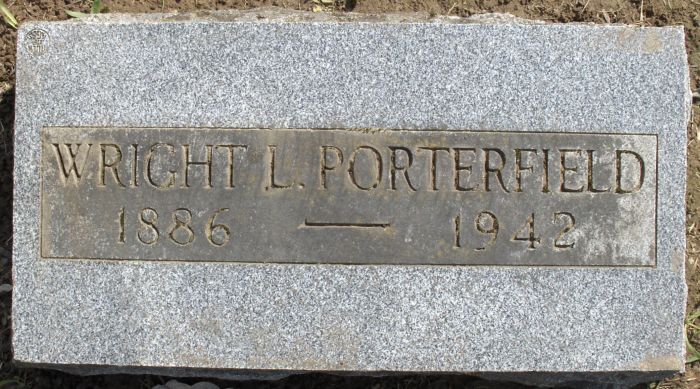 WRIGHT L. PORTERFIELD
1886 — 1942